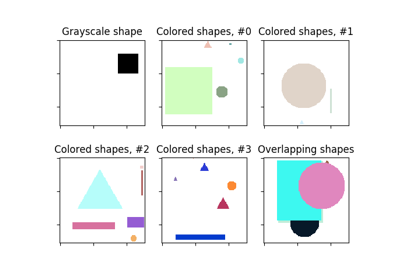 Grayscale shape
Colored shapes, #0
Colored shapes, #1
Colored shapes, #2
Colored shapes, #3
Overlapping shapes